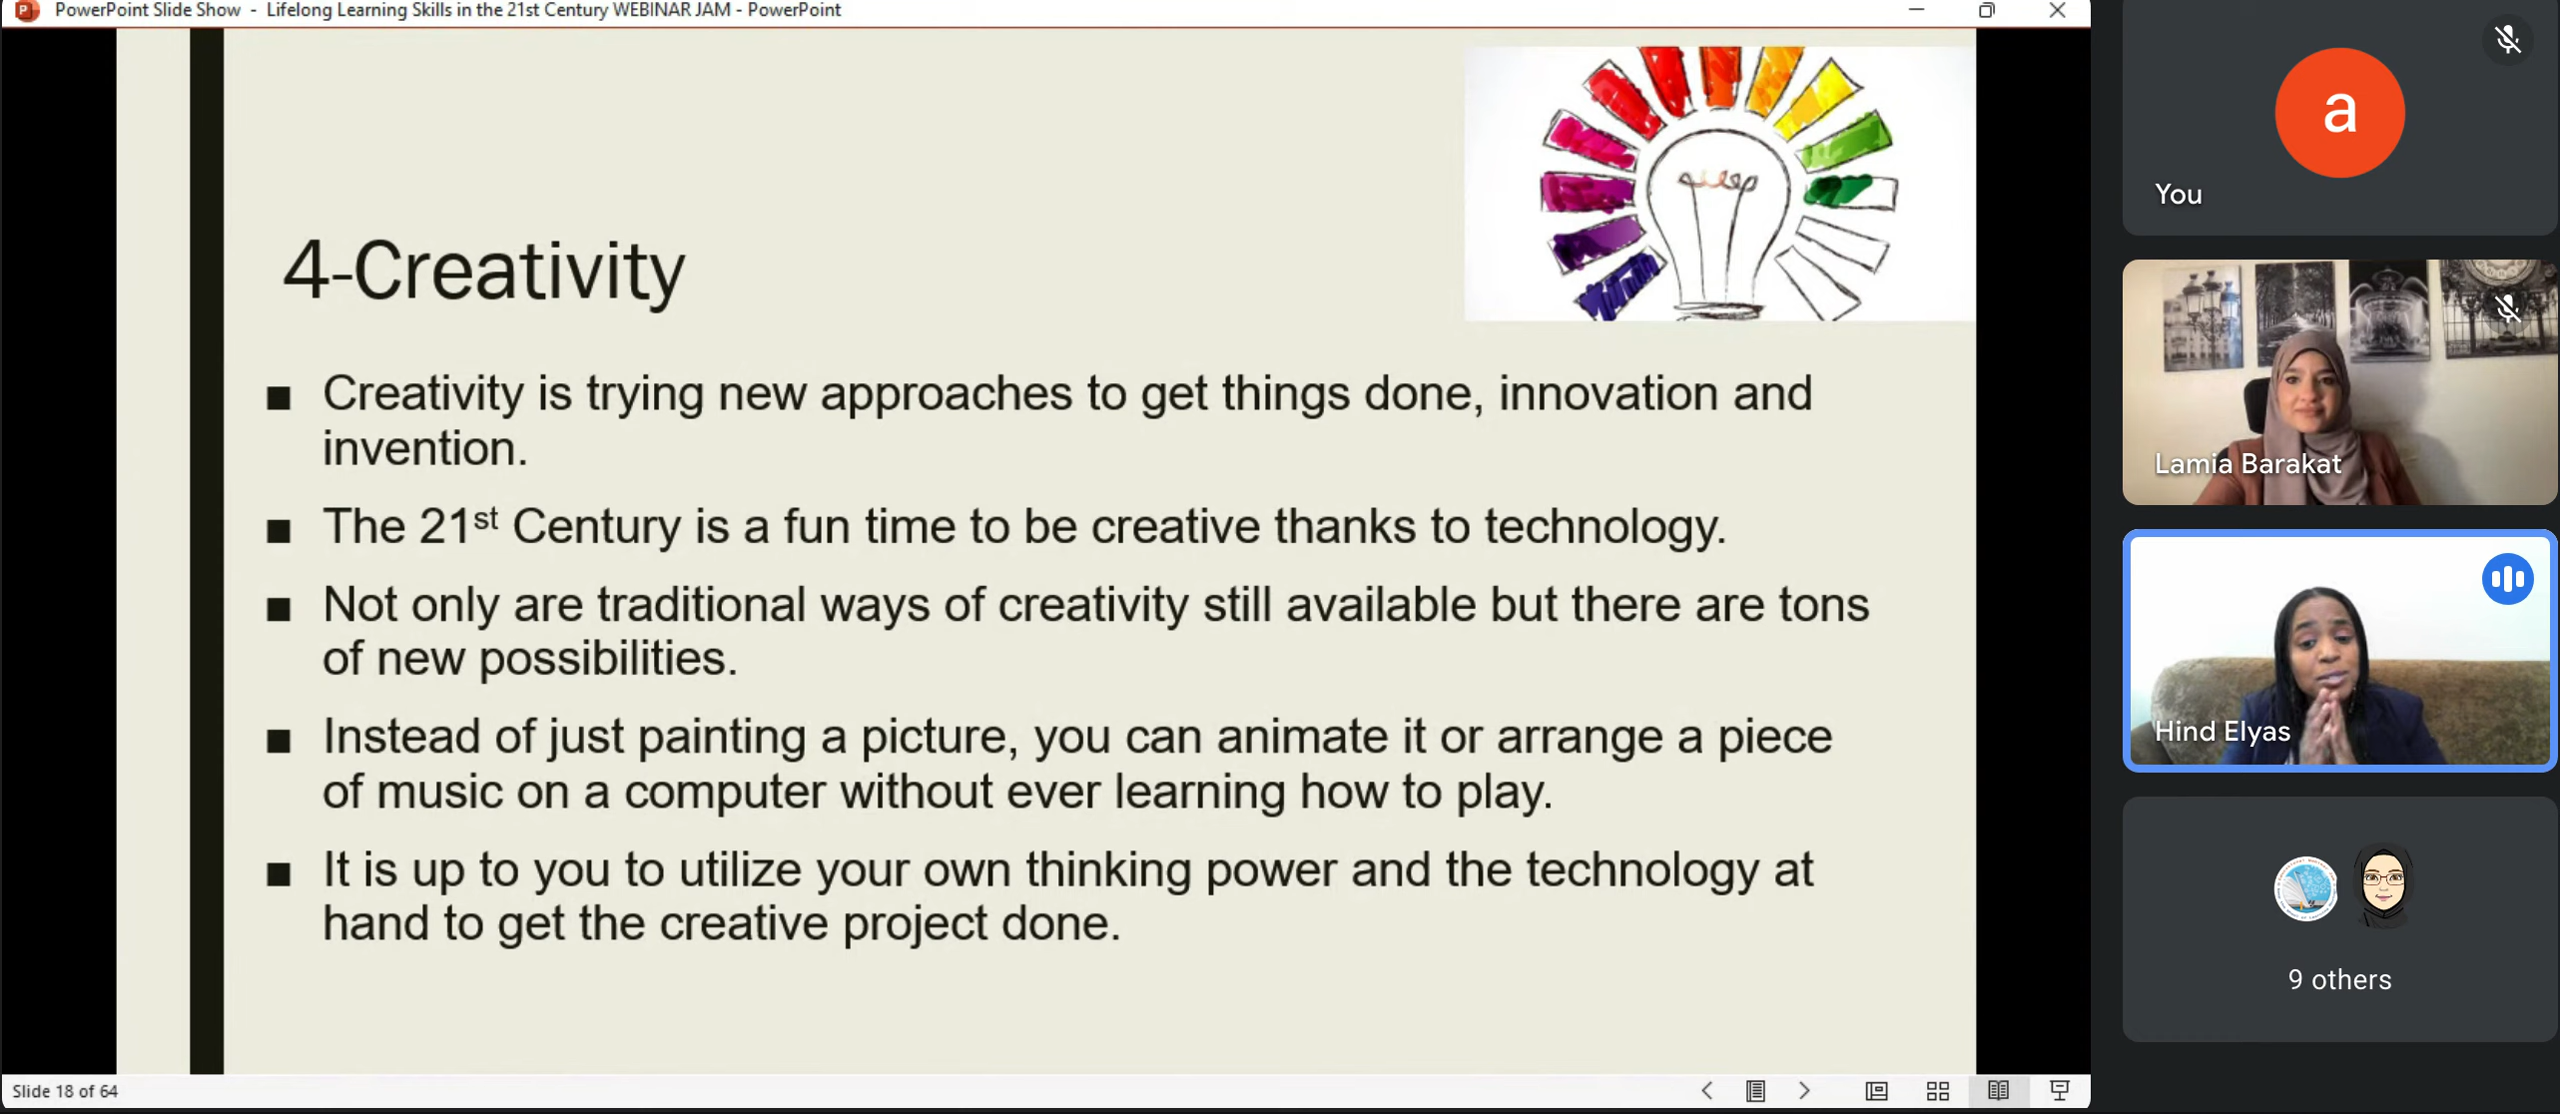 PowerPoint Slide Show - Lifelong Learning Skills in the 21st Century WEBINAR JAM - PowerPoint
4-Creativity
■ Creativity is trying new approaches to get things done, innovation and
invention.
■ The 21st Century is a fun time to be creative thanks to technology.
■ Not only are traditional ways of creativity still available but there are tons
of new possibilities.
■ Instead of just painting a picture, you can animate it or arrange a piece
of music on a computer without ever learning how to play.
■ It is up to you to utilize your own thinking power and the technology at
hand to get the creative project done.
Slide 18 of 64
a
You
Lamia Barakat
Hind Elyas
9 others